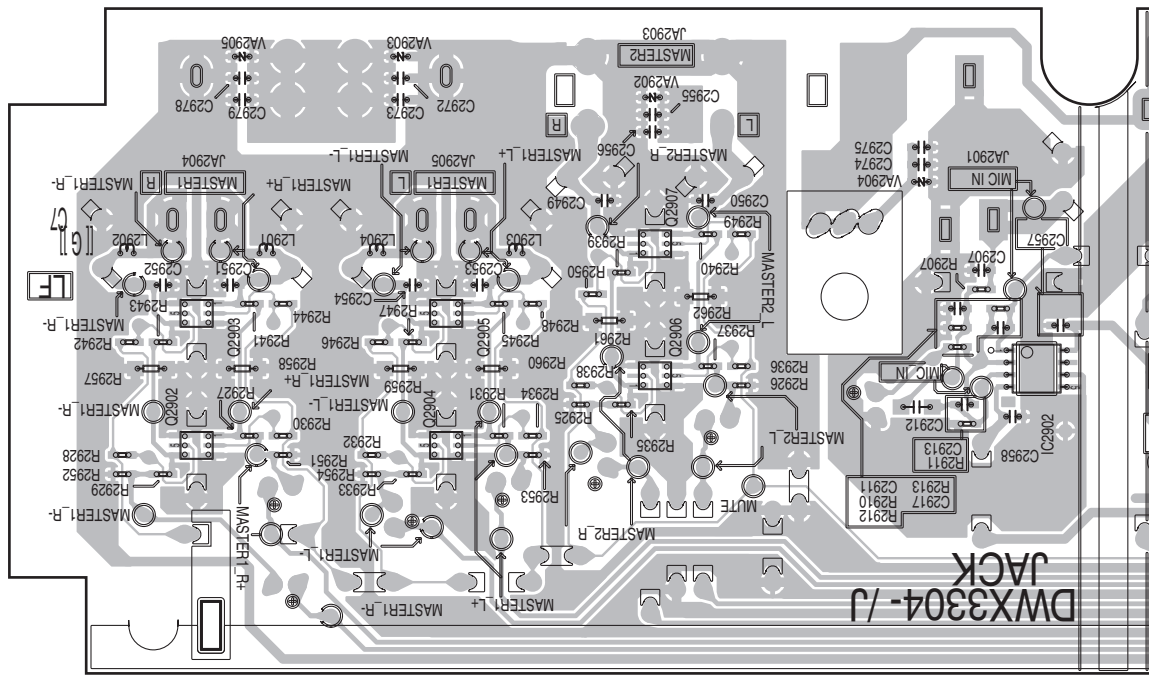 VA2905
VA2903
JA2903
MASTER2
VA2902
C2978
C2979
C2973
C2972
C2955
R
L
C2956
MASTER2_R
MASTER1_L-
MASTER1_L+
C2975
C2974
VA2904
JA2901
MIC IN
JA2904
R
MASTER1
MASTER1_R-
MASTER1_R+
JA2905
L
MASTER1
C2949
Q2907
C2950
R2949
C2957
L2902
L2901
L2904
L2903
C2952
C2951
C2953
C2954
R2939
R2950
R2940
R2907
C2907
LF
MASTER1_R-
R2943
R2942
Q2903
R2944
R2941
R2947
R2946
Q2905
R2945
R2948
R2961
Q2906
R2962
R2937
MASTER2_L
R2957
R2958
MASTER1_R+
R2959
MASTER1_L-
R2960
R2938
R2936
R2926
MIC IN
MASTER1_R-
Q2902
R2927
R2930
Q2904
R2931
R2934
R2925
R2935
MASTER2_L
C2912
C2913
R2911
C2958
IC2902
R2928
R2952
R2929
R2951
R2932
R2954
R2933
R2953
MASTER1_R-
MASTER1_R+
MASTER1_L-
MASTER1_R-
MASTER1_L+
MASTER2_R
MUTE
C2911
R2910
R2912
R2913
C2917
DWX3304-/J
JACK